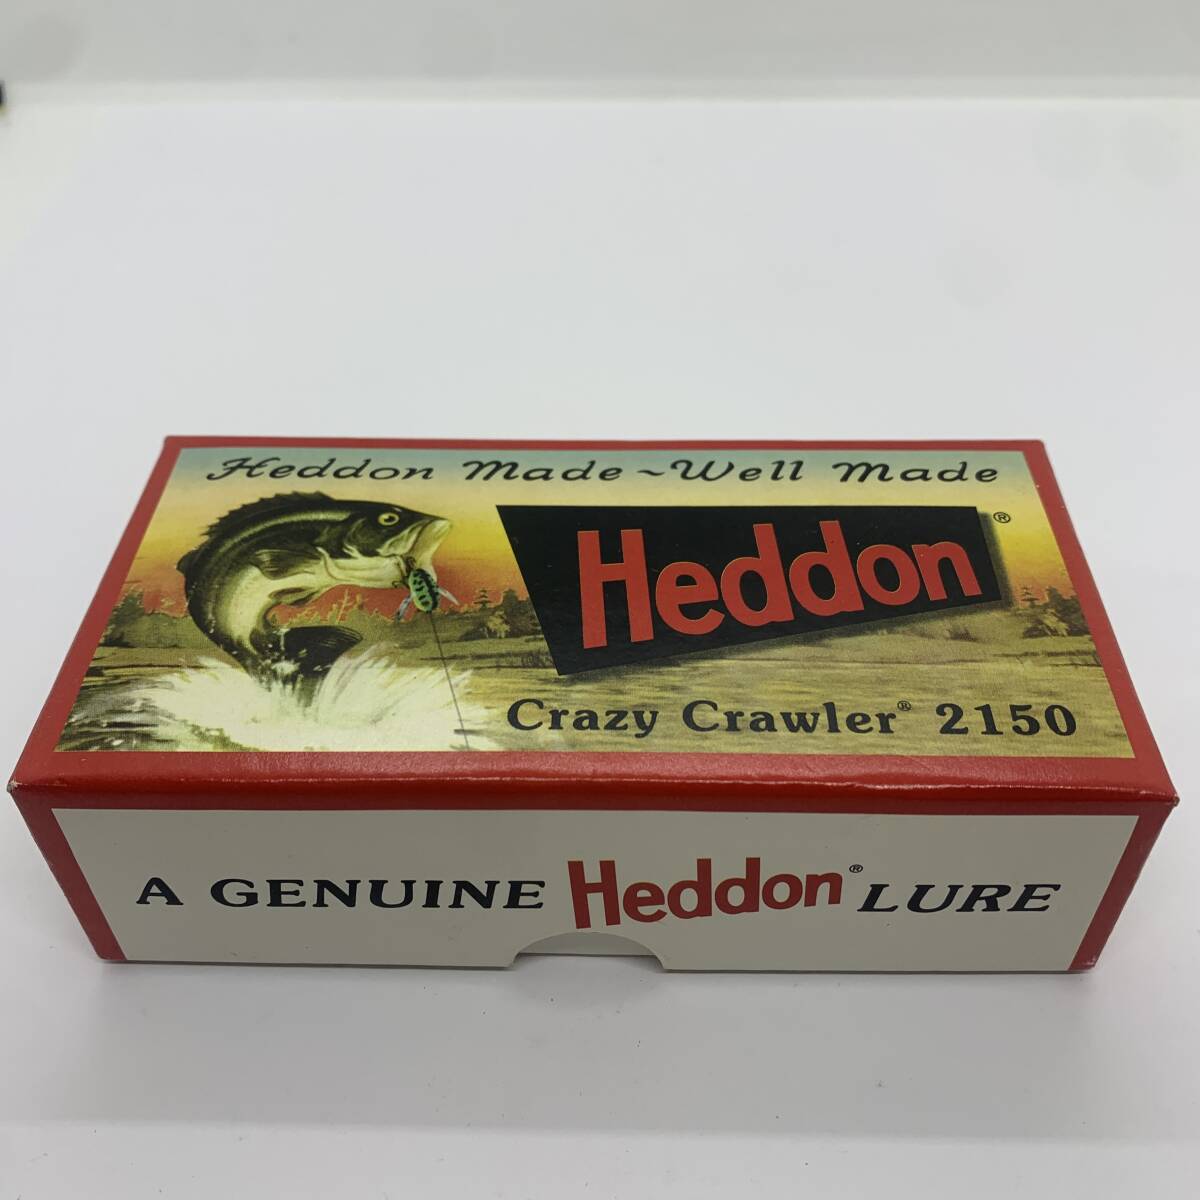 Heddon Made ~ Well Made
Heddon®
Crazy Crawler® 2150
A GENUINE Heddon® LURE